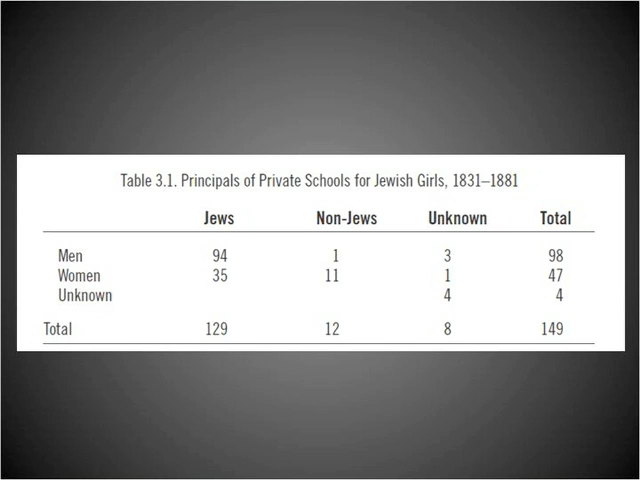 Table 3.1. Principals of Private Schools for Jewish Girls, 1831–1881
Jews Non-Jews Unknown Total
Men 94 1 3 98
Women 35 11 1 47
Unknown 4 4
Total 129 12 8 149